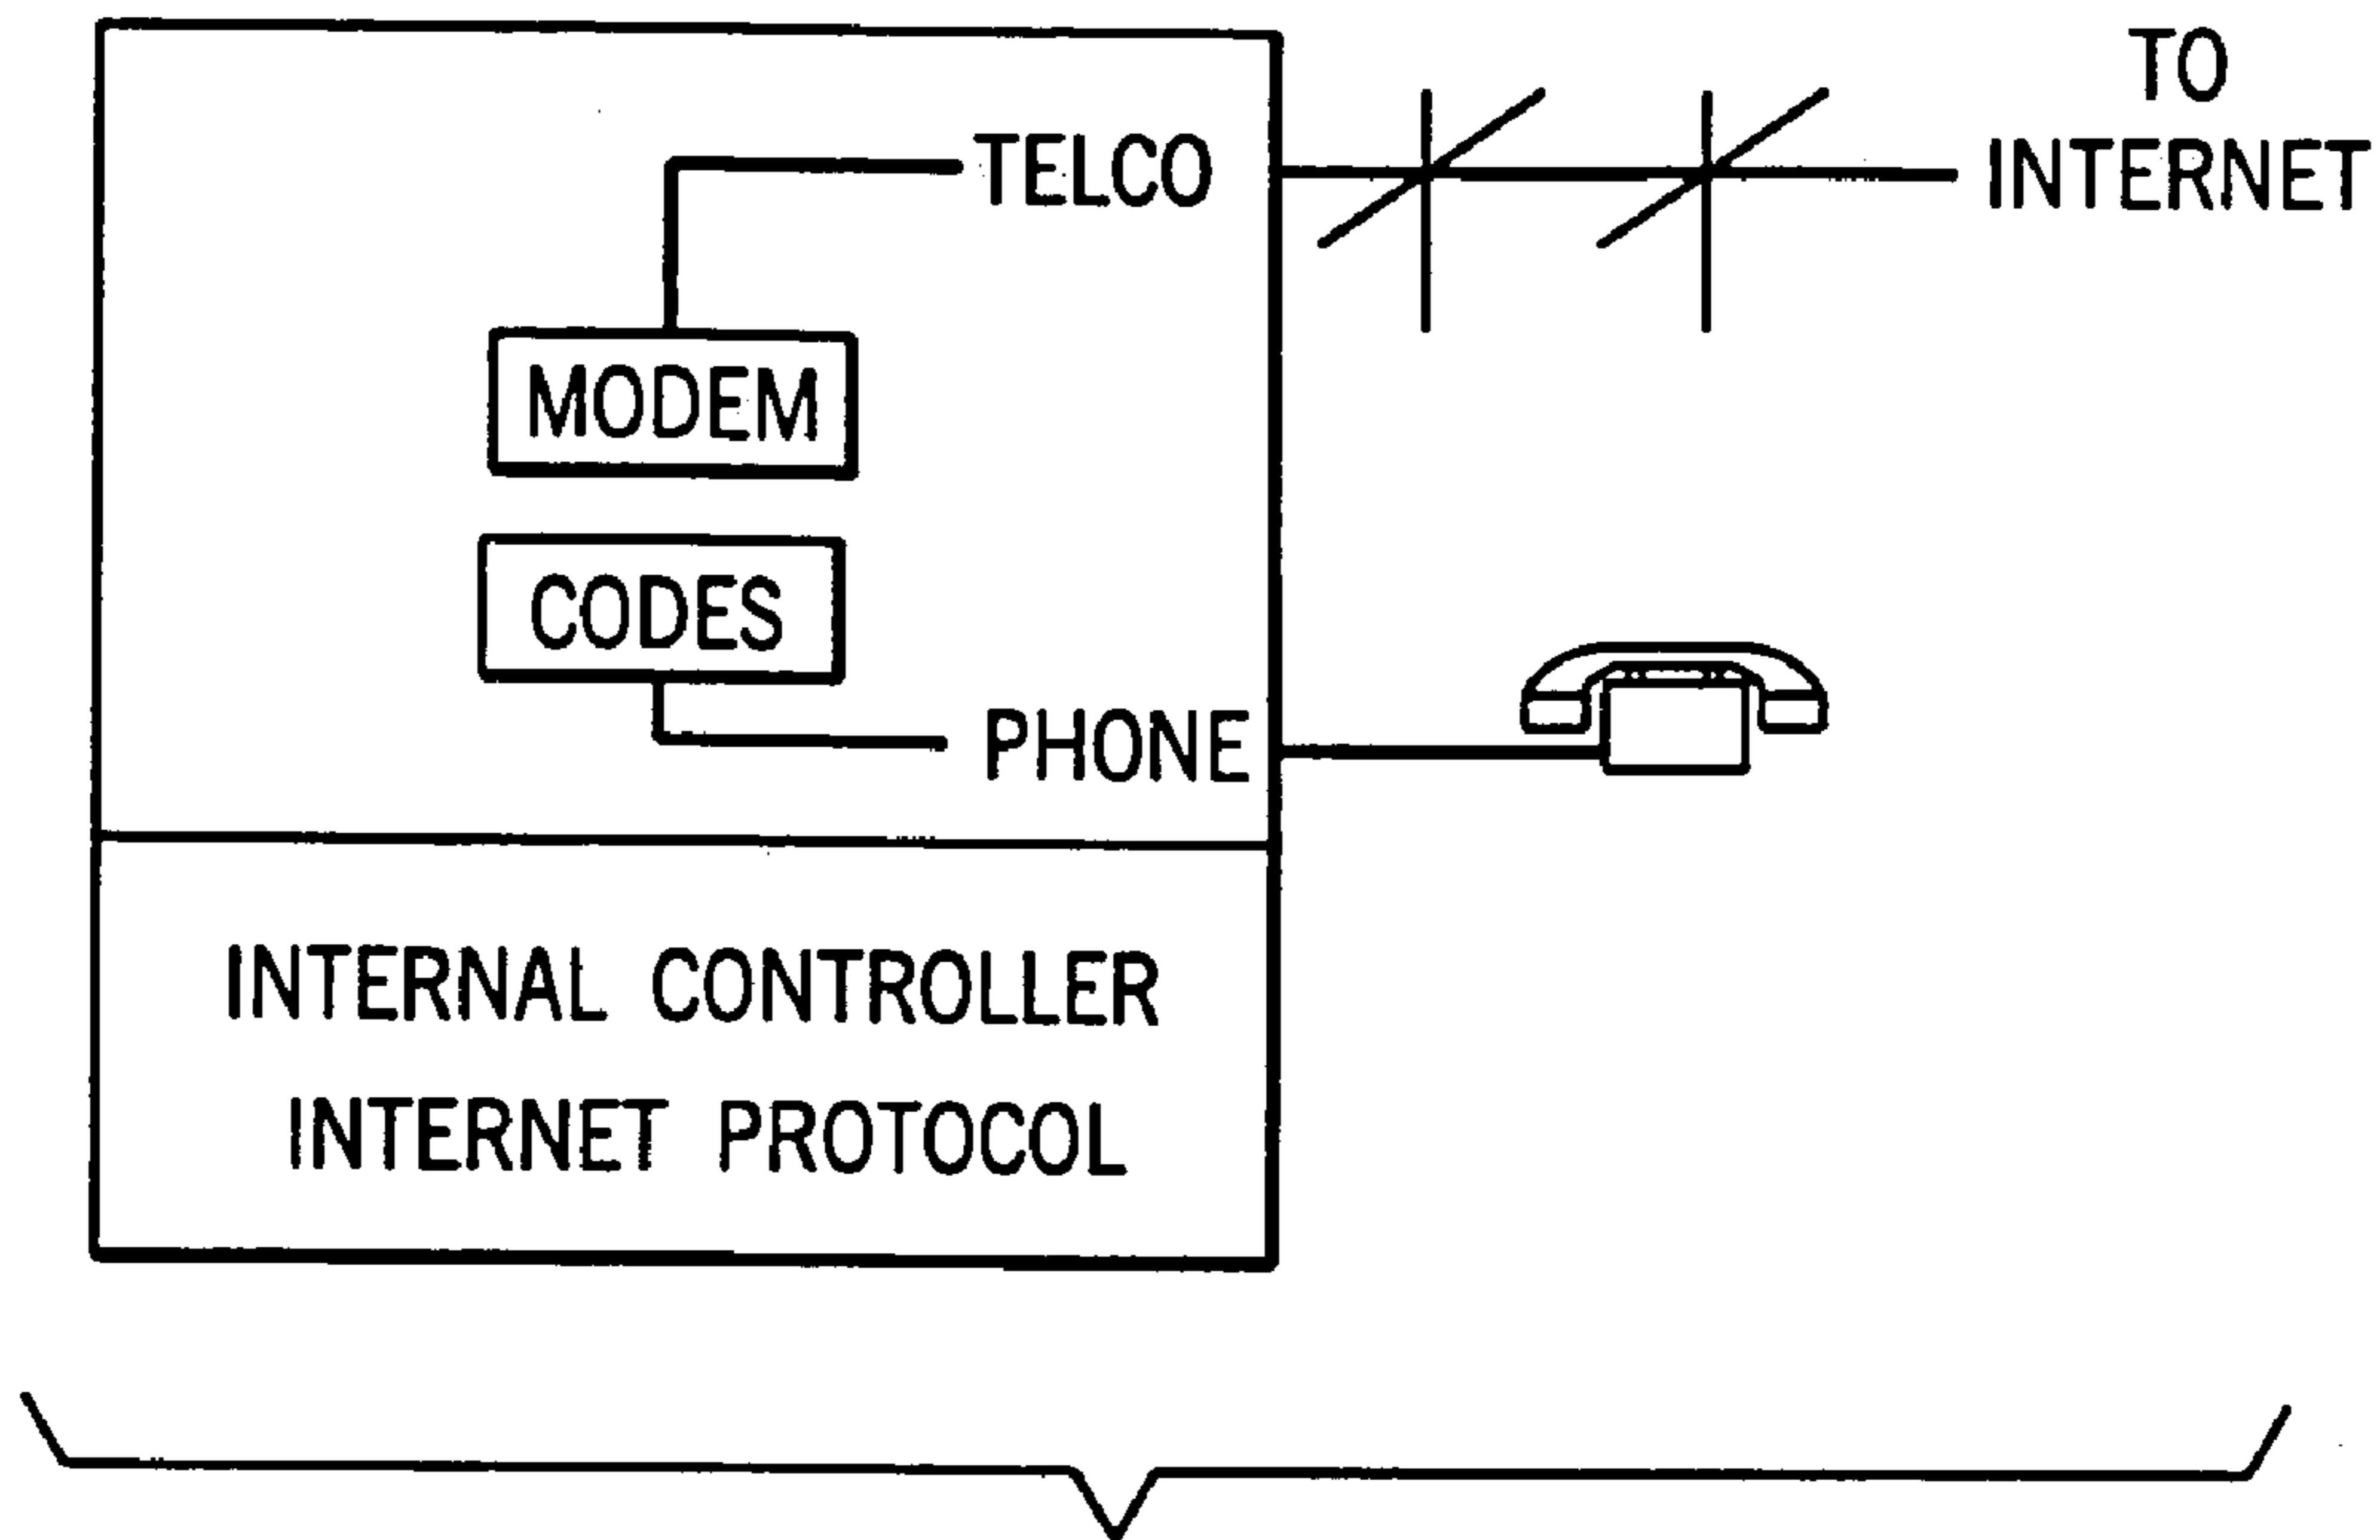 TO
INTERNET
TELCO
MODEM
CODES
PHONE
INTERNAL CONTROLLER
INTERNET PROTOCOL